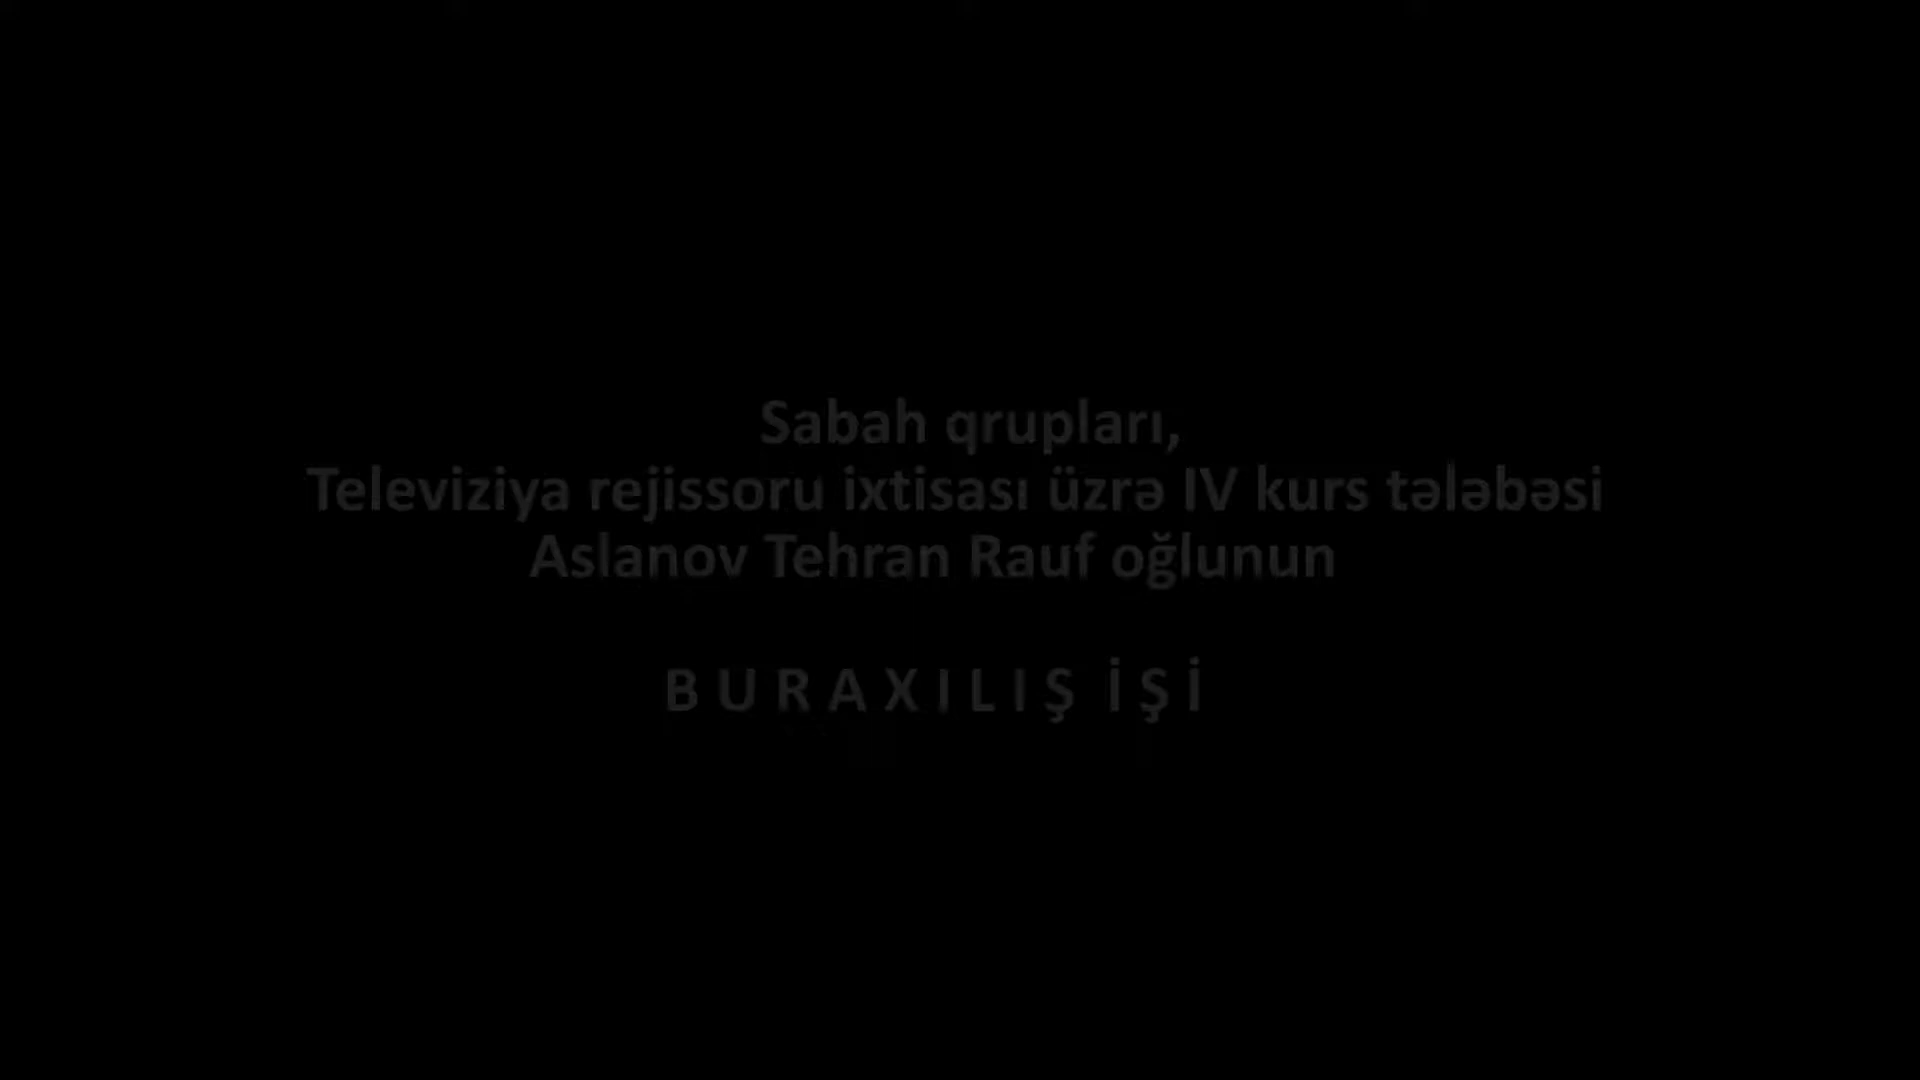 Sabah qrupları,
Televiziya rejissoru ixtisası üzrə IV kurs tələbəsi
Aslanov Tehran Rauf oğlunun
B U R A X I L I Ş İ Ş İ